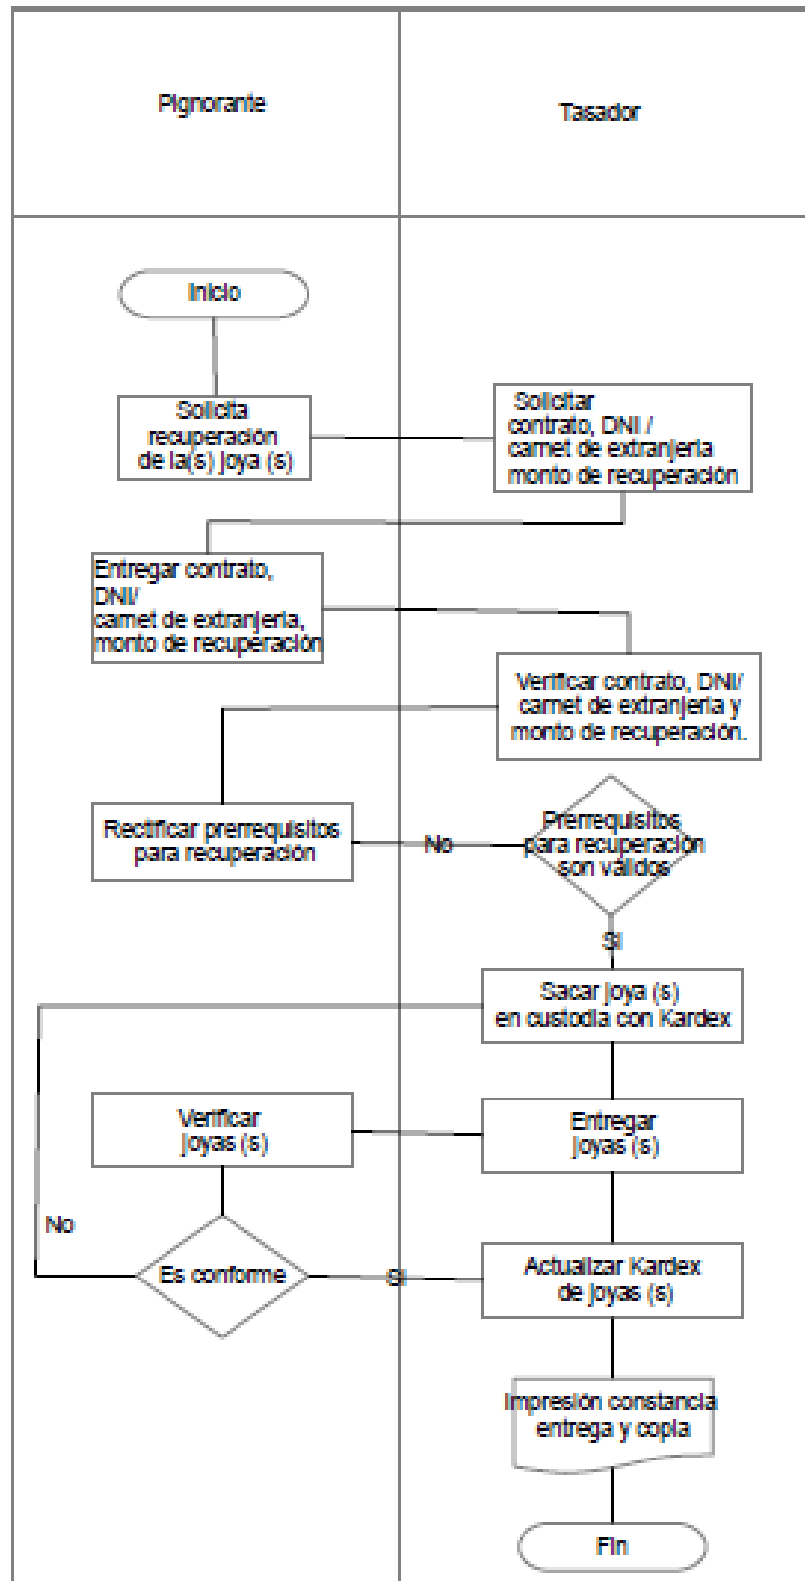 Pignorante
Tasador
Inicio
Solicita
recuperación
de la(s) joya (s)
Solicitar
contrato, DNI /
carnet de extranjeria
monto de recuperación
Entregar contrato,
DNI/
carnet de extranjeria,
monto de recuperación
Verificar contrato, DNI/
carnet de extranjeria y
monto de recuperación.
Rectificar prerrequisitos
para recuperación
No
Prerrequisitos
para recuperación
son válidos
Si
Sacar joya (s)
en custodia con Kardex
Verificar
joyas (s)
Entregar
joyas (s)
No
Es conforme
Si
Actualizar Kardex
de joyas (s)
Impresión constancia
entrega y copia
Fin